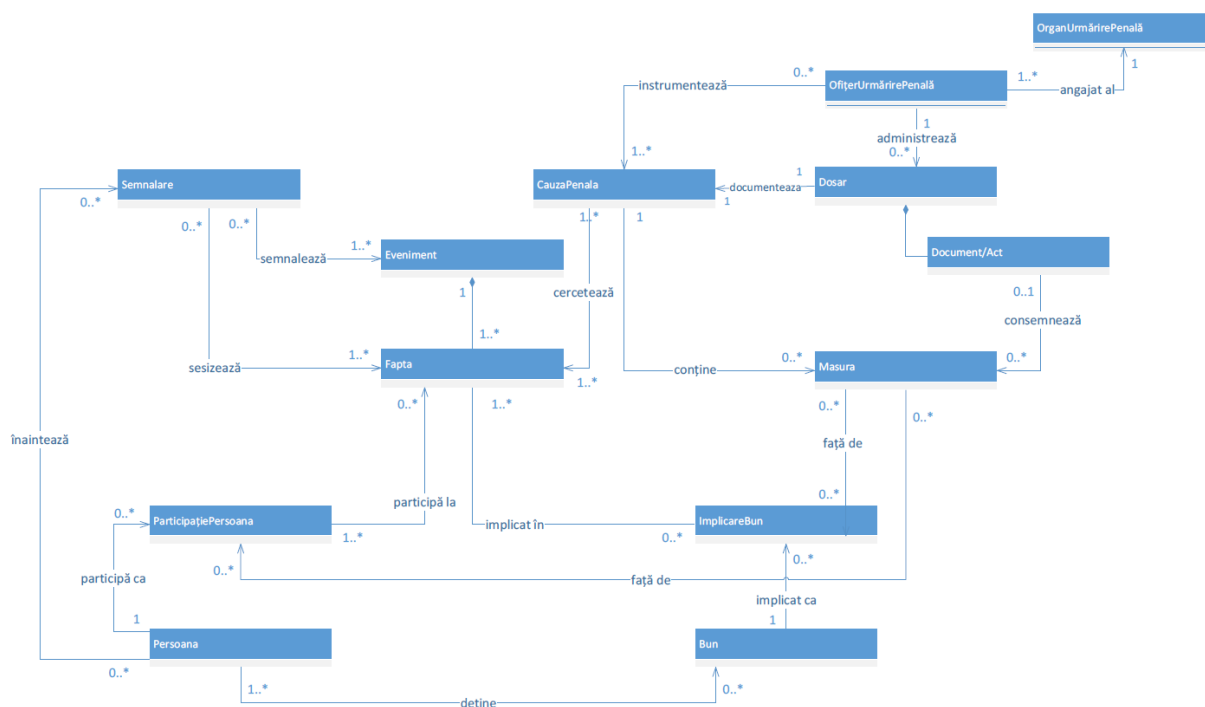 OrganUrmărirePenală
0..*
1..*
1
instrumentează
OfițerUrmărirePenală
angajat al
1
administrează
1..*
0..*
Semnalare
CauzaPenala
1
documenteaza
Dosar
0..*
1..*
1
1
0..*
0..*
1..*
semnalează
Eveniment
Document/Act
1
cercetează
0..1
consemnează
1..*
1..*
0..*
0..*
sesizează
Fapta
conține
Masura
1..*
0..*
1..*
0..*
0..*
înaintează
față de
participă la
0..*
0..*
ParticipațiePersoana
implicat în
ImplicareBun
1..*
0..*
0..*
0..*
participă ca
față de
implicat ca
1
1
Persoana
Bun
0..*
1..*
0..*
deține